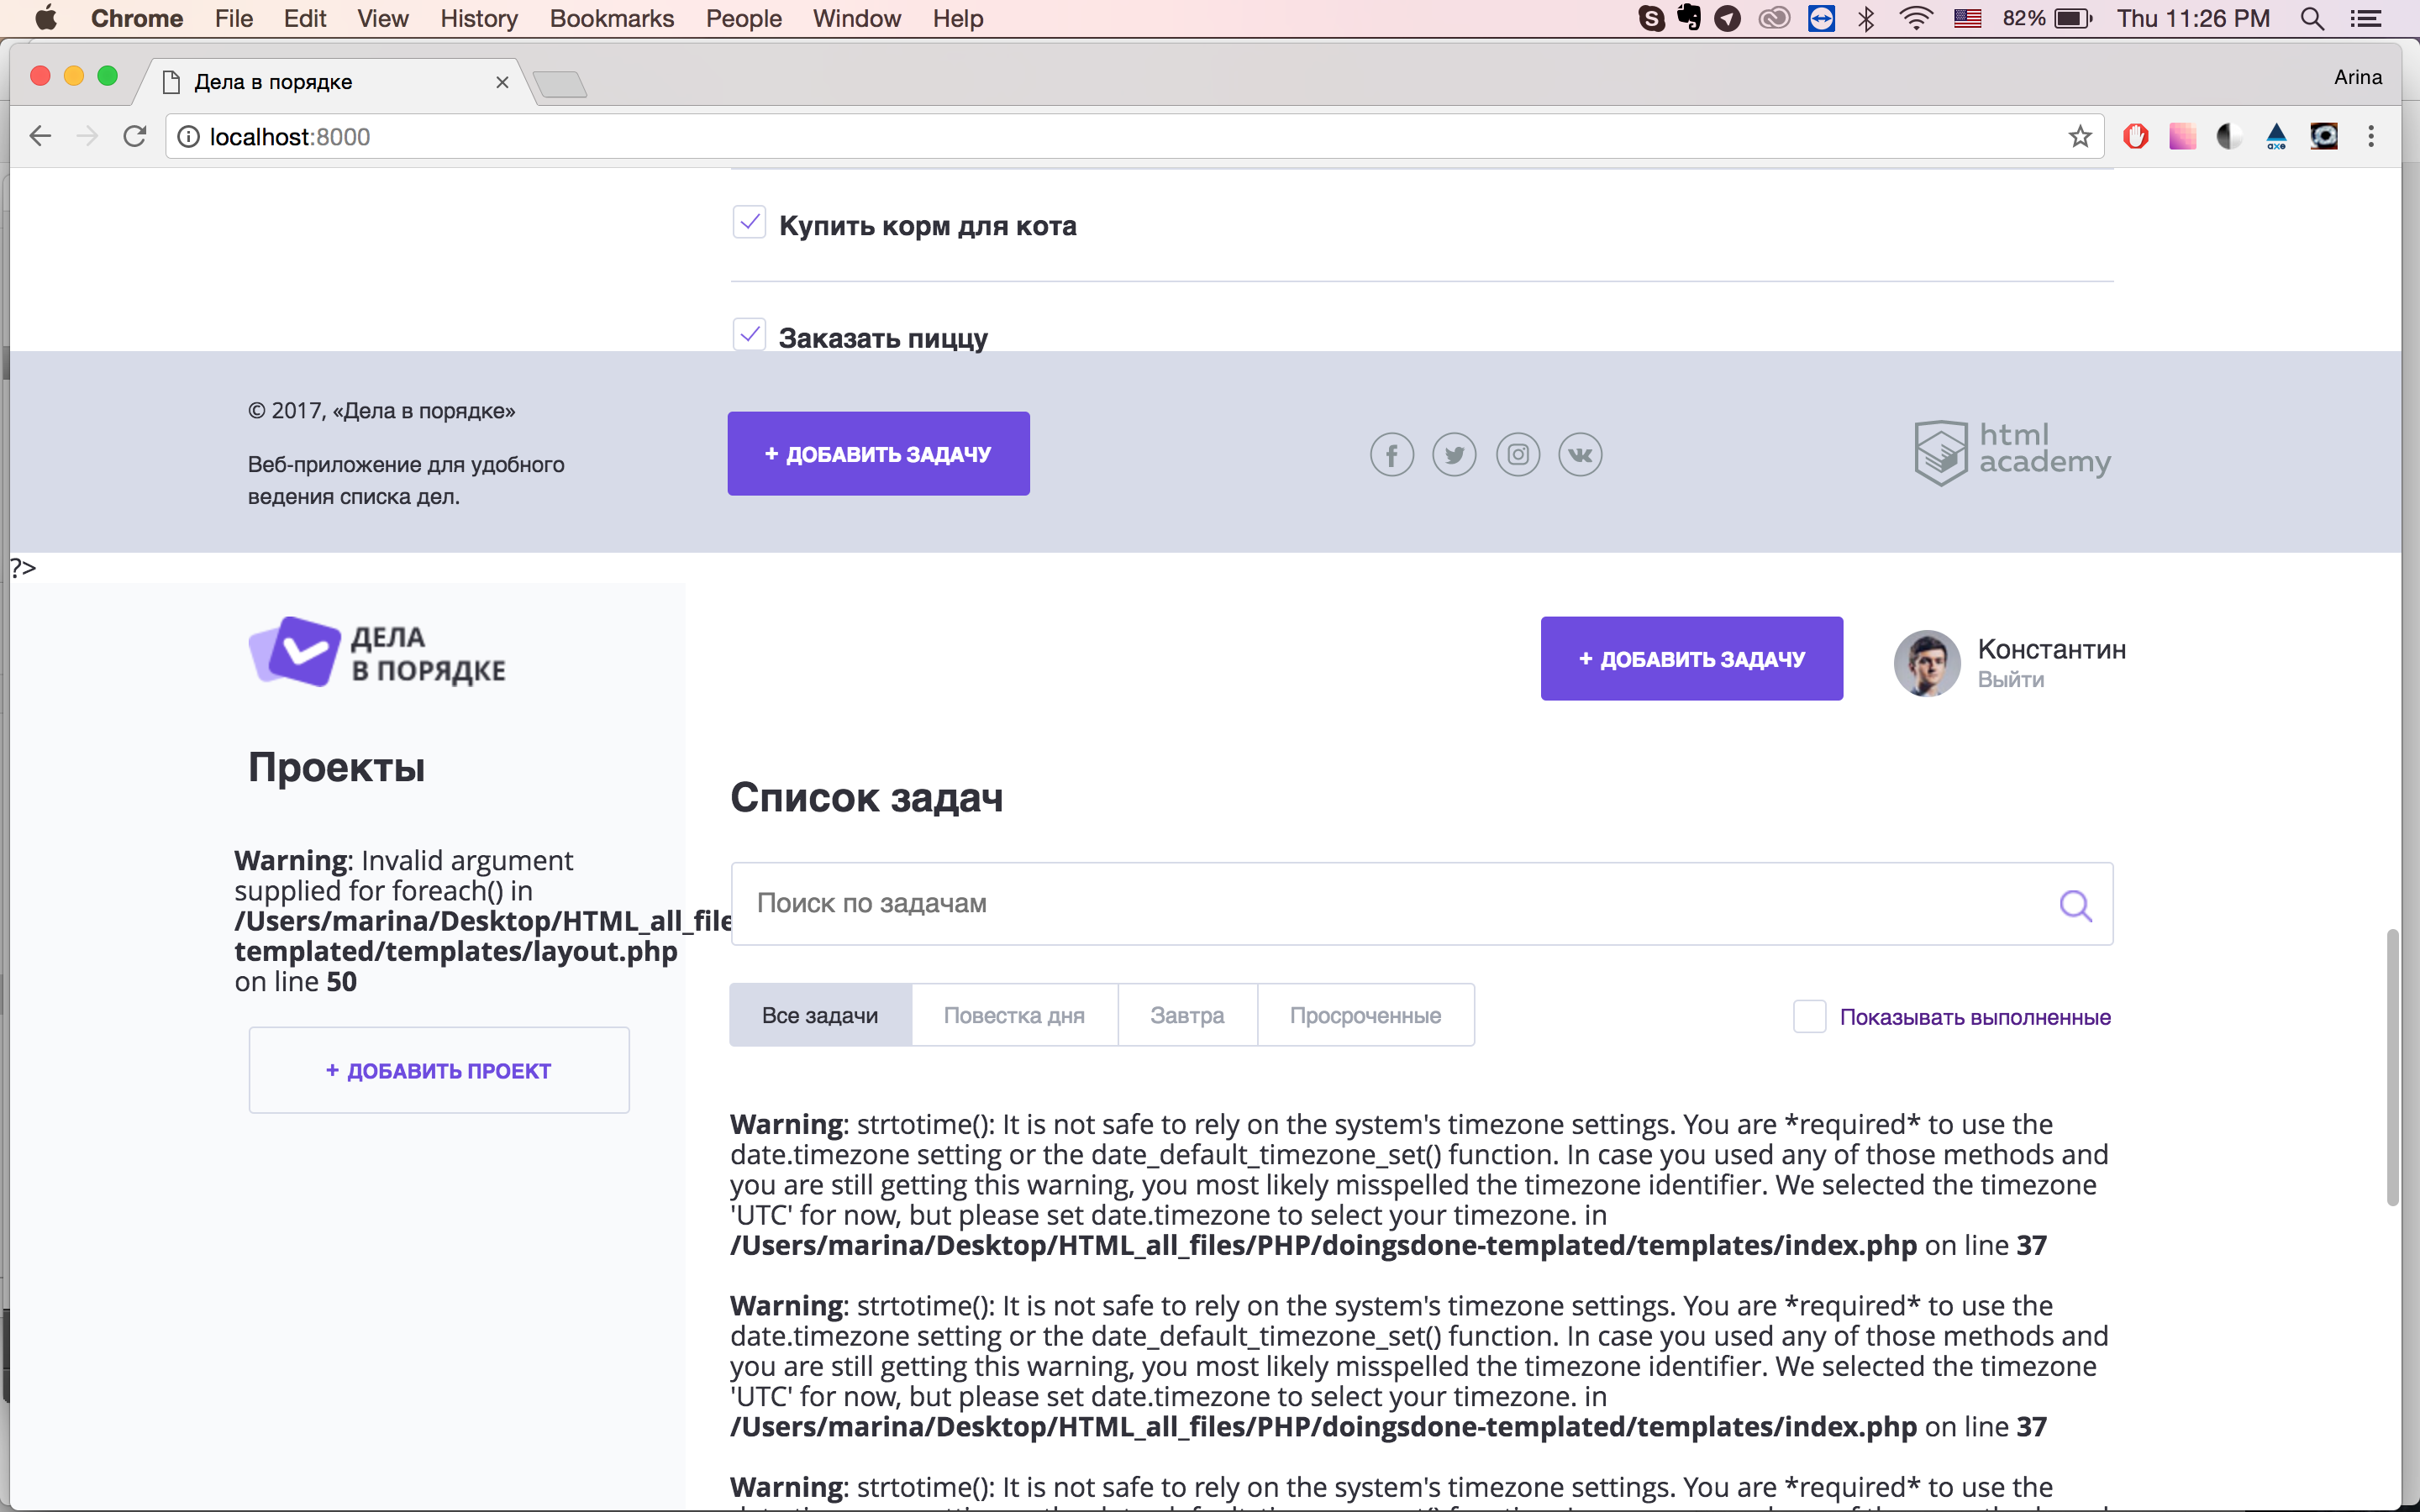 Chrome File Edit View History Bookmarks People Window Help 82% Thu 11:26 PM
Дела в порядке Arina
localhost:8000 axe
Купить корм для кота
Заказать пиццу
© 2017, «Дела в порядке»
Веб-приложение для удобного
ведения списка дел.
+ ДОБАВИТЬ ЗАДАЧУ
html
academy
?>
ДЕЛА
В ПОРЯДКЕ
+ ДОБАВИТЬ ЗАДАЧУ
Константин
Выйти
Проекты
Warning: Invalid argument
supplied for foreach() in
/Users/marina/Desktop/HTML_all_file
templated/templates/layout.php
on line 50
+ ДОБАВИТЬ ПРОЕКТ
Список задач
Поиск по задачам
Все задачи Повестка дня Завтра Просроченные Показывать выполненные
Warning: strtotime(): It is not safe to rely on the system's timezone settings. You are *required* to use the
date.timezone setting or the date_default_timezone_set() function. In case you used any of those methods and
you are still getting this warning, you most likely misspelled the timezone identifier. We selected the timezone
'UTC' for now, but please set date.timezone to select your timezone. in
/Users/marina/Desktop/HTML_all_files/PHP/doingsdone-templated/templates/index.php on line 37
Warning: strtotime(): It is not safe to rely on the system's timezone settings. You are *required* to use the
date.timezone setting or the date_default_timezone_set() function. In case you used any of those methods and
you are still getting this warning, you most likely misspelled the timezone identifier. We selected the timezone
'UTC' for now, but please set date.timezone to select your timezone. in
/Users/marina/Desktop/HTML_all_files/PHP/doingsdone-templated/templates/index.php on line 37
Warning: strtotime(): It is not safe to rely on the system's timezone settings. You are *required* to use the